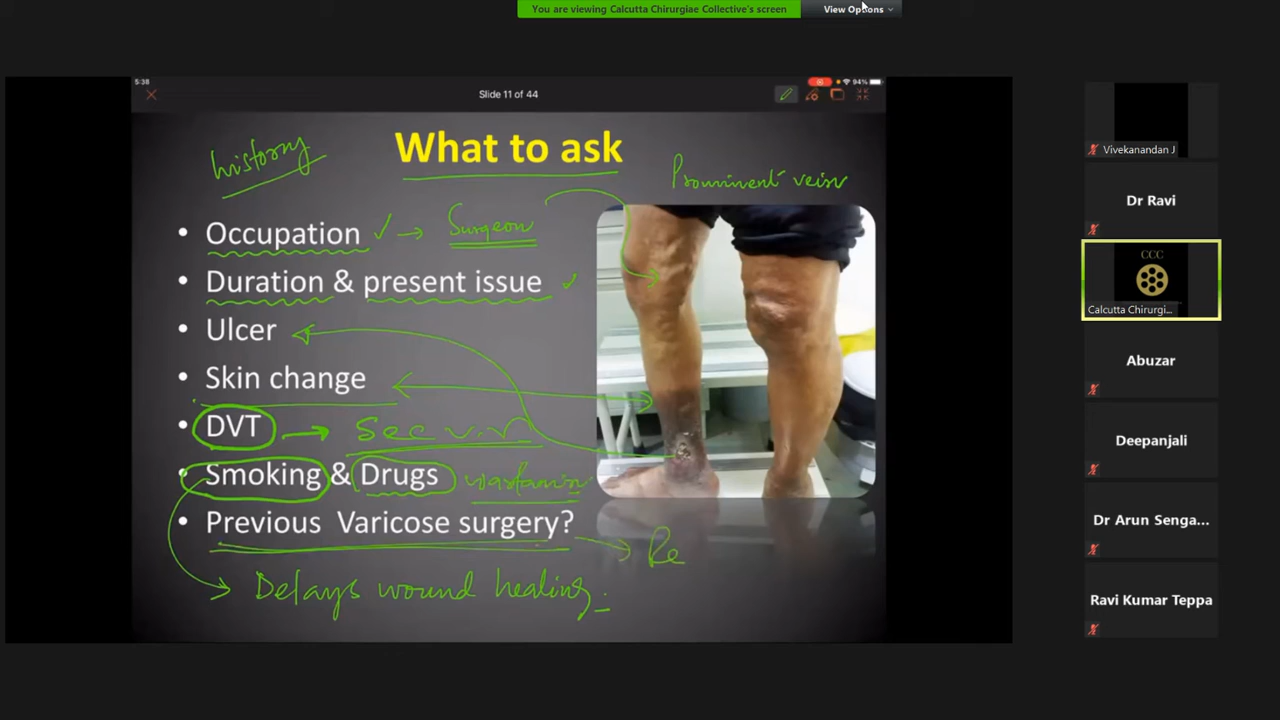 You are viewing Calcutta Chirurgiae Collective's screen
View Options
5:38
94%
Slide 11 of 44
history
What to ask
Prominent vein
• Occupation ✓ → Surgeon
• Duration & present issue ✓
• Ulcer
• Skin change
• DVT → Sec v.v
• Smoking & Drugs
• Previous Varicose surgery? → Re
→ Delays wound healing.
Vivekanandan J
Dr Ravi
CCC
Calcutta Chirurgi...
Abuzar
Deepanjali
Dr Arun Senga...
Ravi Kumar Teppa